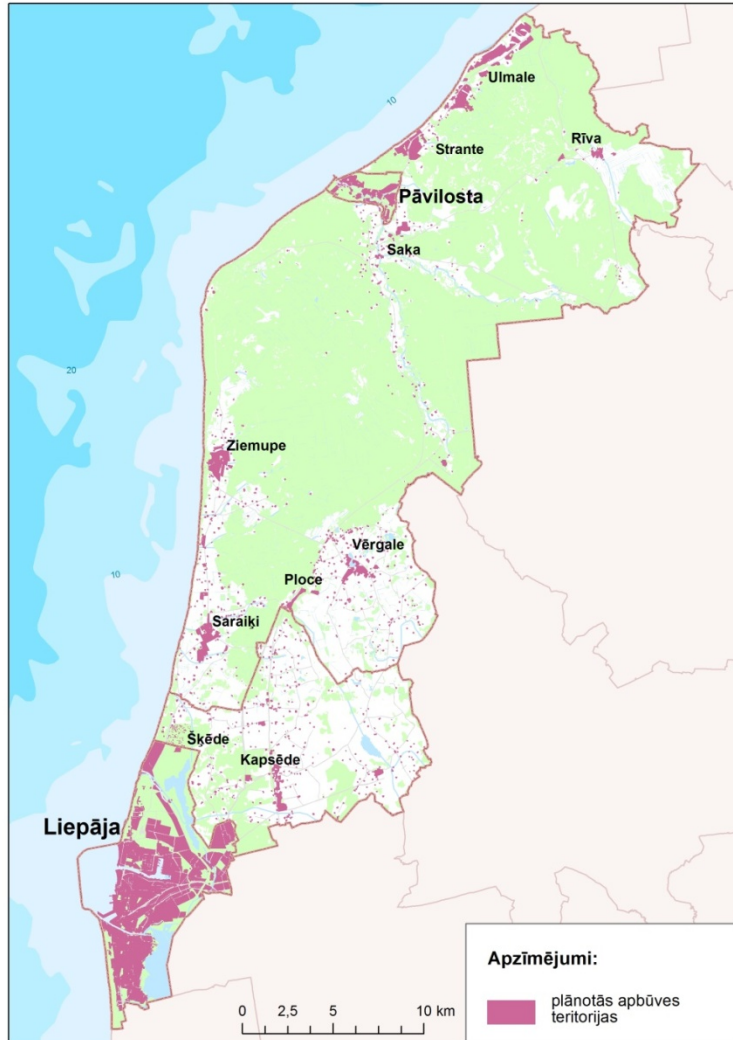 10
Ulmale
Rīva
Strante
Pāvilosta
Saka
20
Ziemupe
Vērgale
10
Ploce
Saraiķi
Šķēde
Kapsēde
Liepāja
Apzīmējumi:
plānotās apbūves
teritorijas
0 2,5 5 10 km